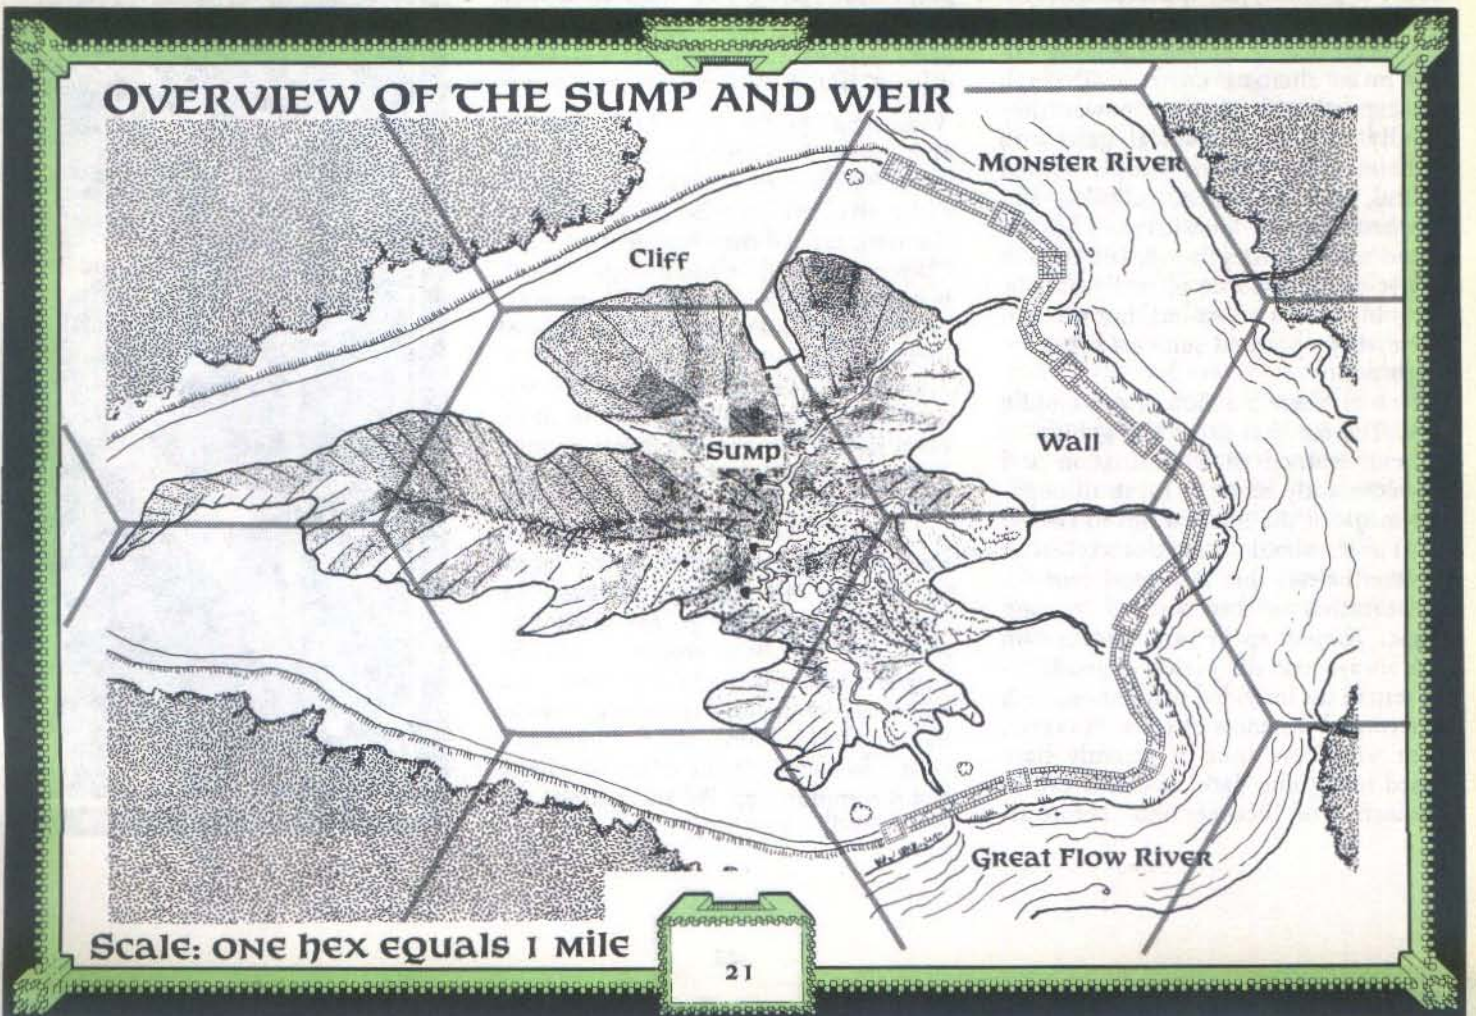 OVERVIEW OF THE SUMP AND WEIR
MONSTER RIVER
Cliff
Wall
SUMP
GREAT FLOW RIVER
Scale: ONE HEX EQUALS 1 MILE
21